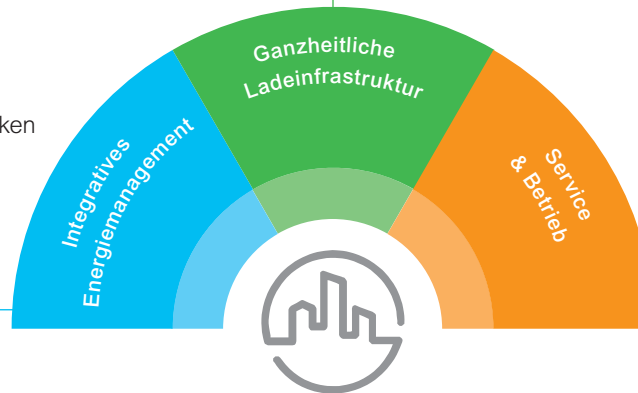 Ganzheitliche
Ladeinfrastruktur
Integratives
Energiemanagement
Service
& Betrieb